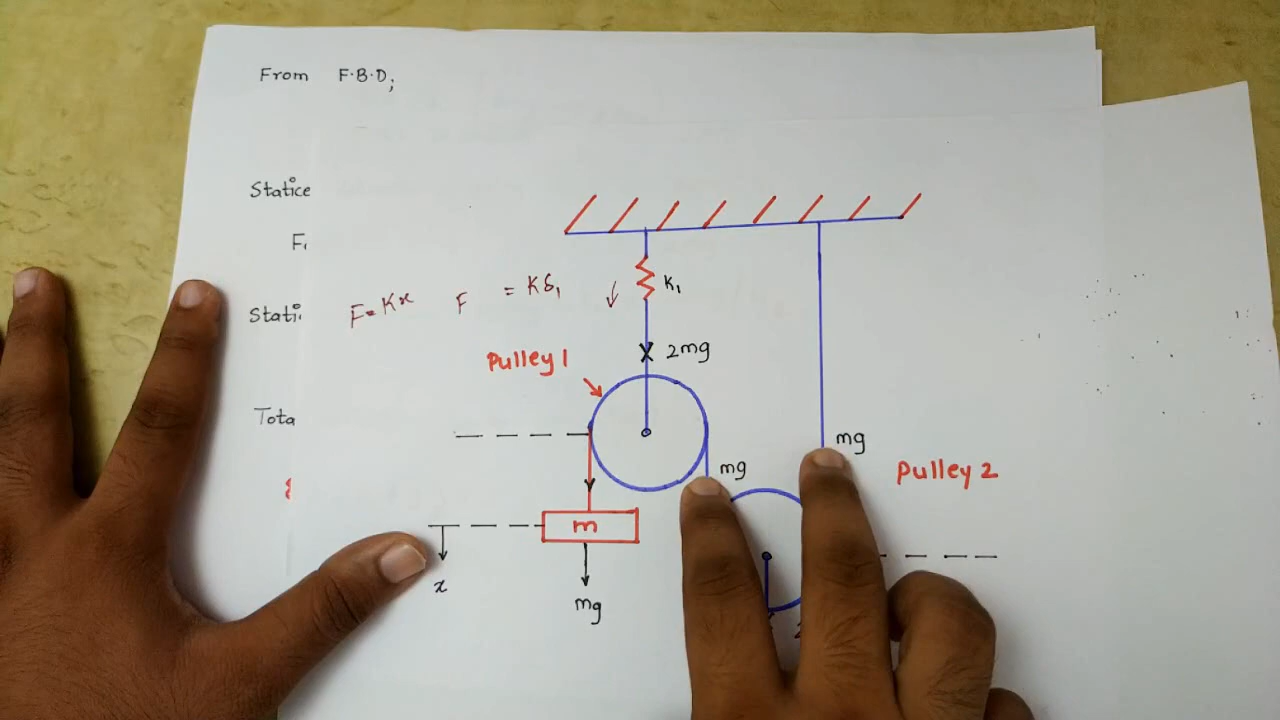 From F.B.D;
Statice
F
Stati
F=Kx F = Kδ₁
K₁
2mg
Pulley 1
mg
mg
Pulley 2
m
x
mg
Tota